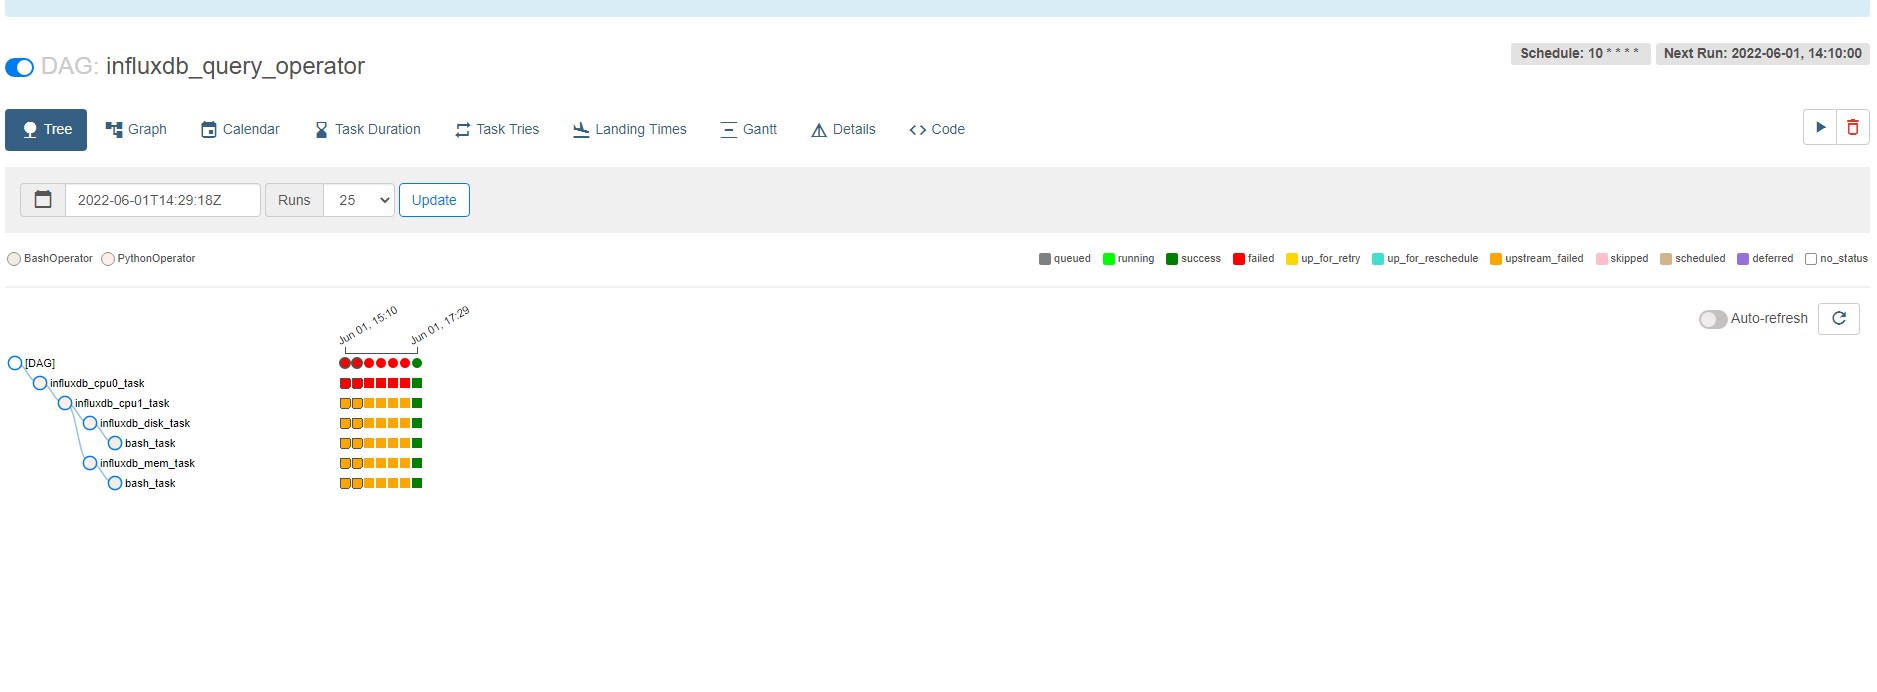 DAG: influxdb_query_operator
Schedule: 10 * * * *
Next Run: 2022-06-01, 14:10:00
Tree Graph Calendar Task Duration Task Tries Landing Times Gantt Details Code
2022-06-01T14:29:18Z Runs 25 Update
BashOperator PythonOperator
queued running success failed up_for_retry up_for_reschedule upstream_failed skipped scheduled deferred no_status
Jun 01, 15:10 Jun 01, 17:29
Auto-refresh
[DAG]
influxdb_cpu0_task
influxdb_cpu1_task
influxdb_disk_task
bash_task
influxdb_mem_task
bash_task